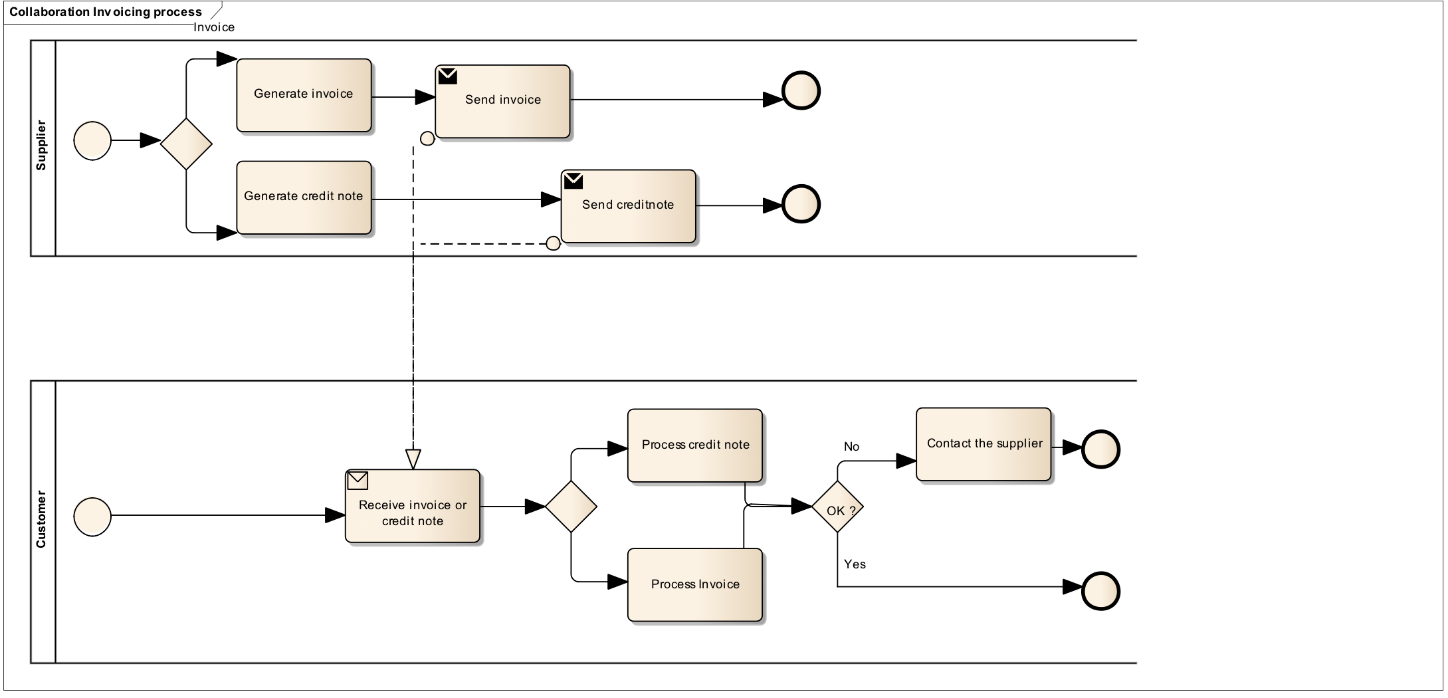 Collaboration Invoicing process
Invoice
Supplier
Generate invoice
Send invoice
Generate credit note
Send creditnote
Customer
Receive invoice or
credit note
Process credit note
Process Invoice
OK ?
No
Yes
Contact the supplier